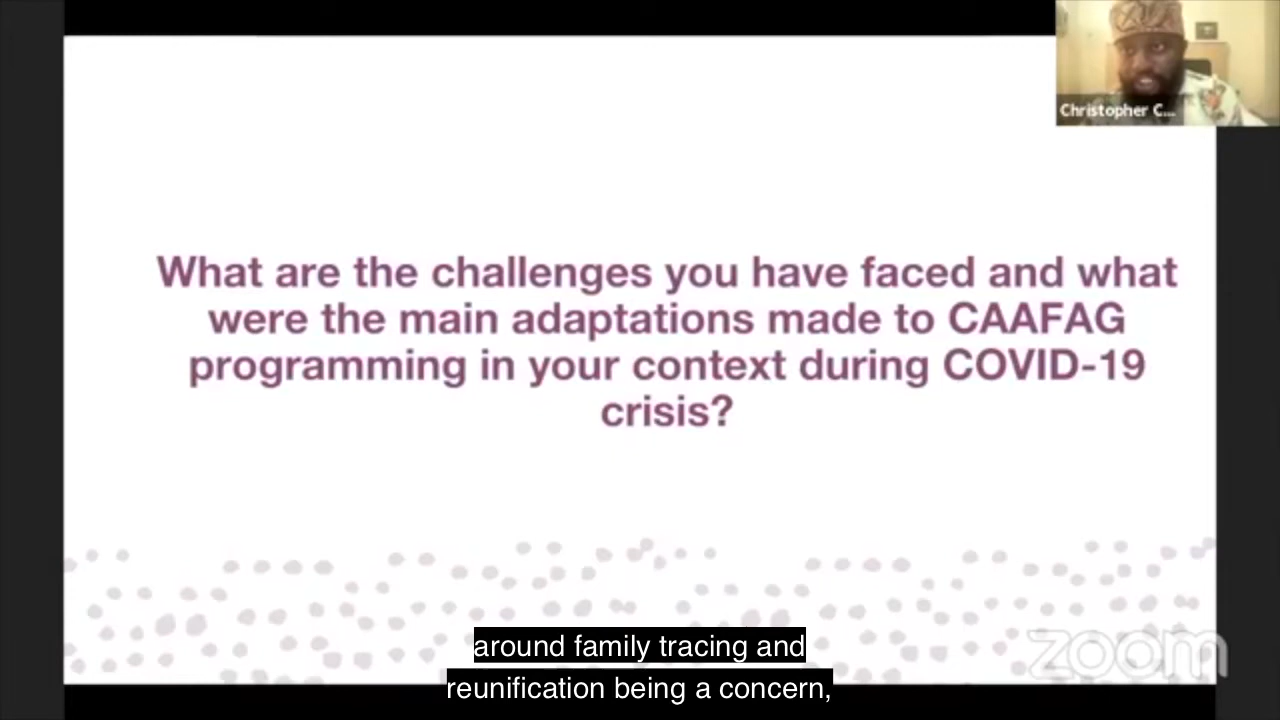 Christopher C...
What are the challenges you have faced and what
were the main adaptations made to CAAFAG
programming in your context during COVID-19
crisis?
zoom
around family tracing and
reunification being a concern,